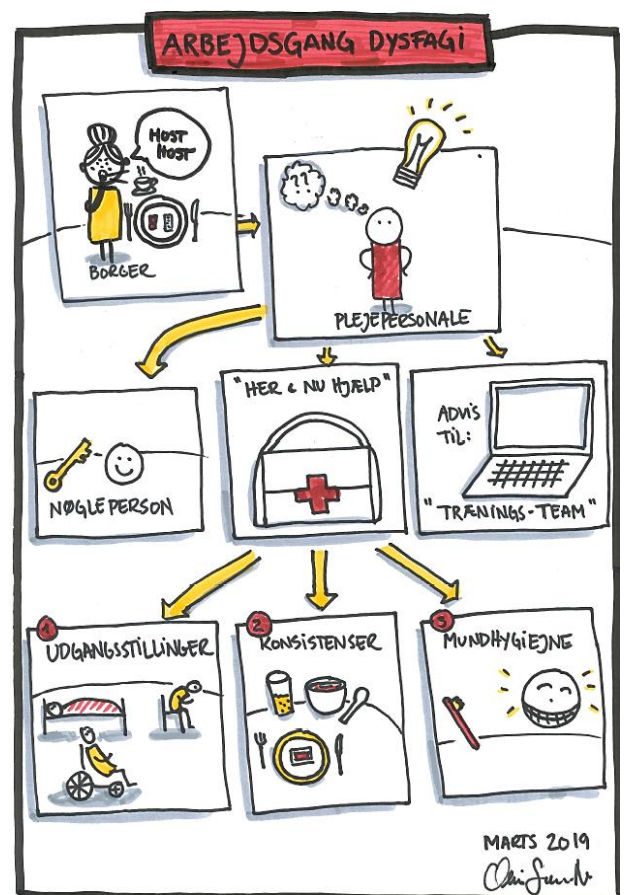 ARBEJDSGANG DYSFAGI
HOST
HOST
BORGER
??
PLEJEPERSONALE
NØGLEPERSON
"HER & NU HJÆLP"
ADVIS
TIL:
"TRÆNINGS-TEAM"
1
UDGANGSSTILLINGER
2
KONSISTENSER
3
MUNDHYGIEJNE
MARTS 2019